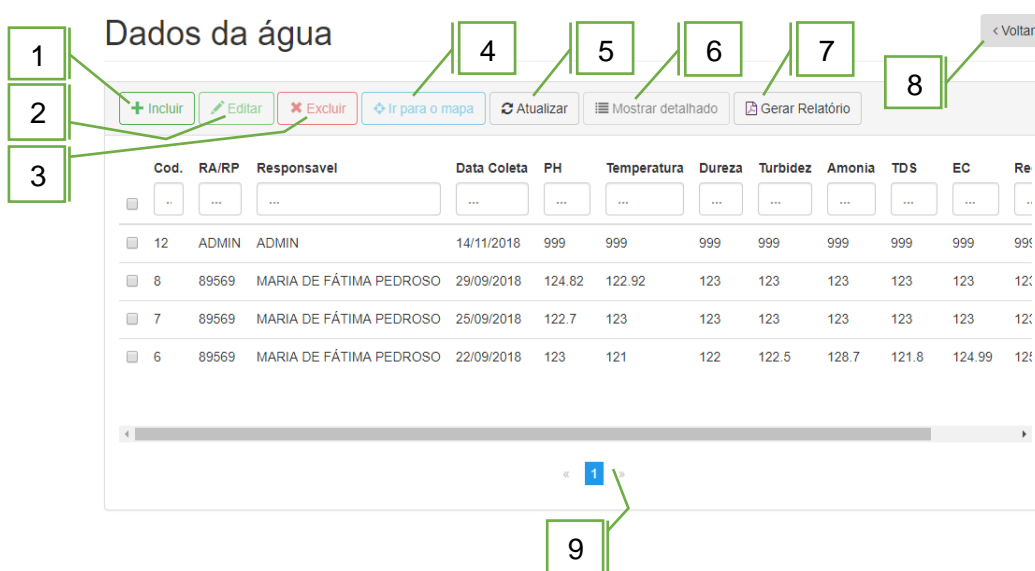 Dados da água
< Voltar
1
2
3
4
5
6
7
8
Incluir Editar Excluir Ir para o mapa Atualizar Mostrar detalhado Gerar Relatório
Cod. RA/RP Responsavel Data Coleta PH Temperatura Dureza Turbidez Amonia TDS EC
.. ... ... ... ... ... ... ... ... ... ...
12 ADMIN ADMIN 14/11/2018 999 999 999 999 999 999 999
8 89569 MARIA DE FÁTIMA PEDROSO 29/09/2018 124.82 122.92 123 123 123 123 123
7 89569 MARIA DE FÁTIMA PEDROSO 25/09/2018 122.7 123 123 123 123 123 123
6 89569 MARIA DE FÁTIMA PEDROSO 22/09/2018 123 121 122 122.5 128.7 121.8 124.99
« 1 »
9